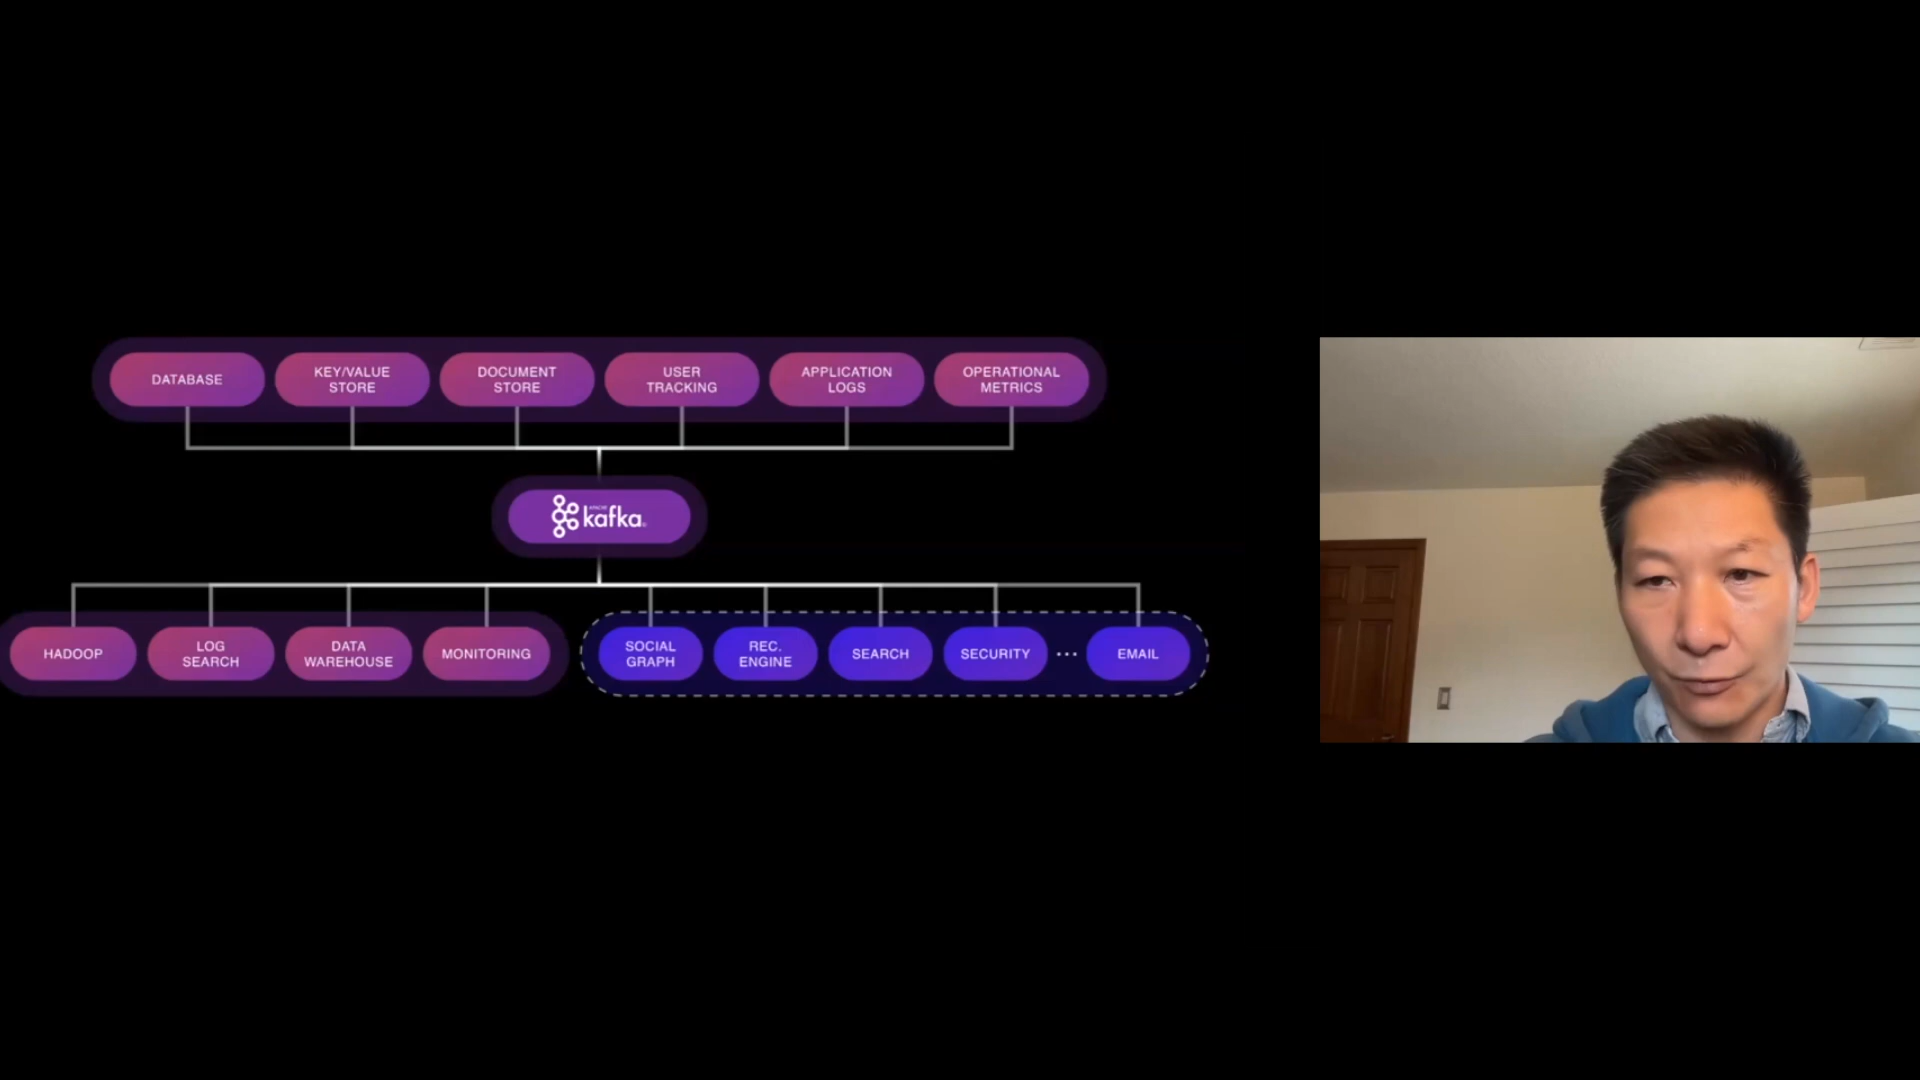 DATABASE
KEY/VALUE
STORE
DOCUMENT
STORE
USER
TRACKING
APPLICATION
LOGS
OPERATIONAL
METRICS
kafka
HADOOP
LOG
SEARCH
DATA
WAREHOUSE
MONITORING
SOCIAL
GRAPH
REC.
ENGINE
SEARCH
SECURITY
...
EMAIL